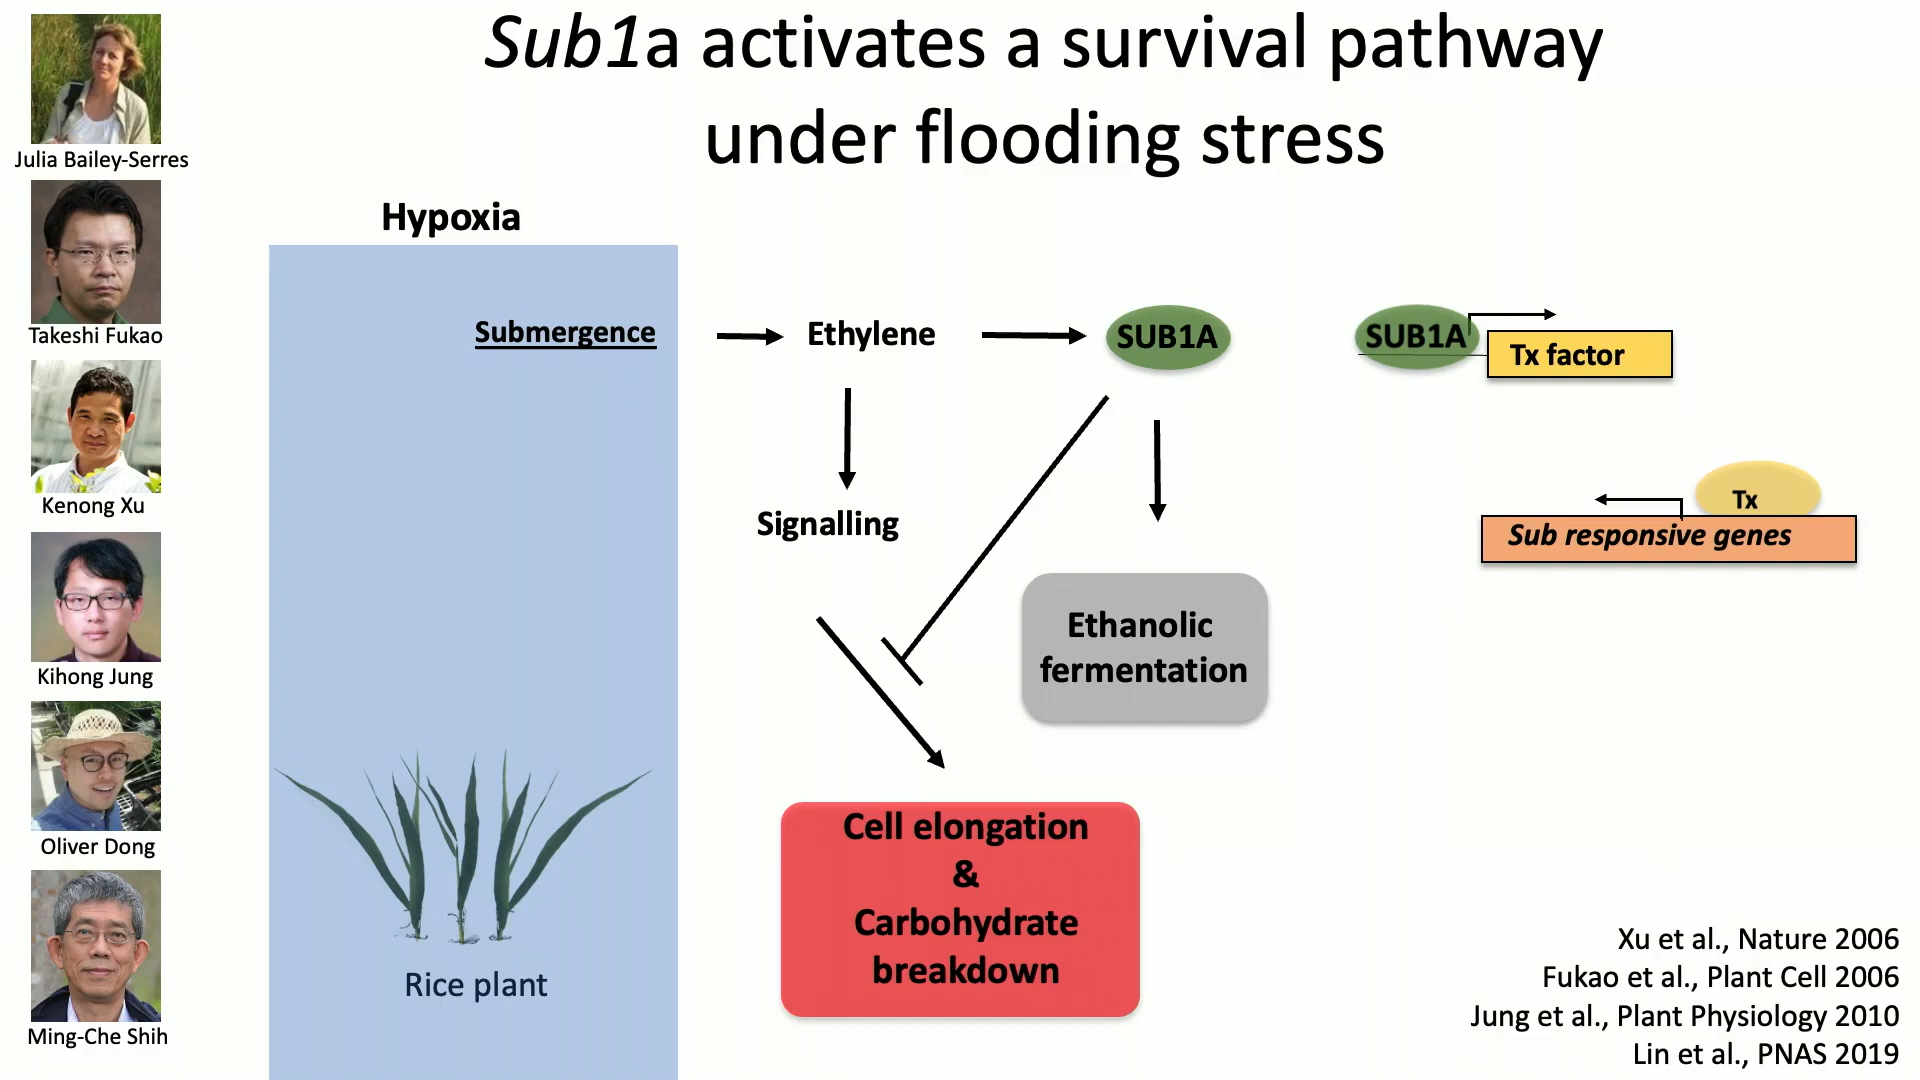 Sub1a activates a survival pathway
under flooding stress
Julia Bailey-Serres
Takeshi Fukao
Kenong Xu
Kihong Jung
Oliver Dong
Ming-Che Shih
Hypoxia
Submergence
Rice plant
Ethylene
SUB1A
Signalling
Ethanolic
fermentation
Cell elongation
&
Carbohydrate
breakdown
SUB1A
Tx factor
Tx
Sub responsive genes
Xu et al., Nature 2006
Fukao et al., Plant Cell 2006
Jung et al., Plant Physiology 2010
Lin et al., PNAS 2019